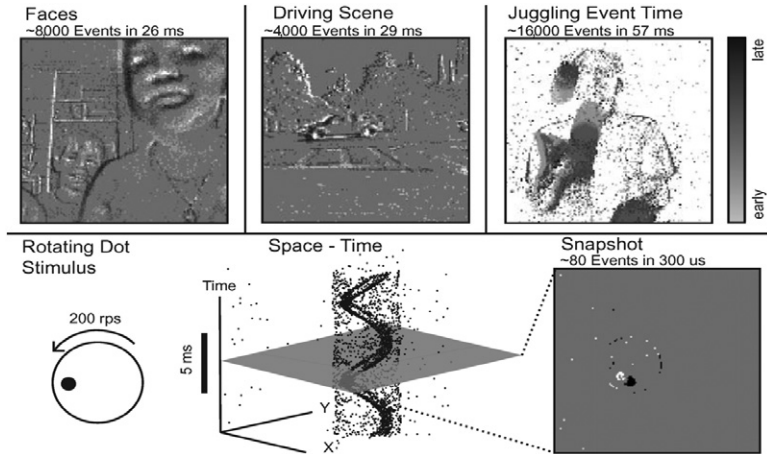 Faces
~8000 Events in 26 ms
Driving Scene
~4000 Events in 29 ms
Juggling Event Time
~16000 Events in 57 ms
late
early
Rotating Dot
Stimulus
200 rps
Space - Time
Time
5 ms
Y
X
Snapshot
~80 Events in 300 us